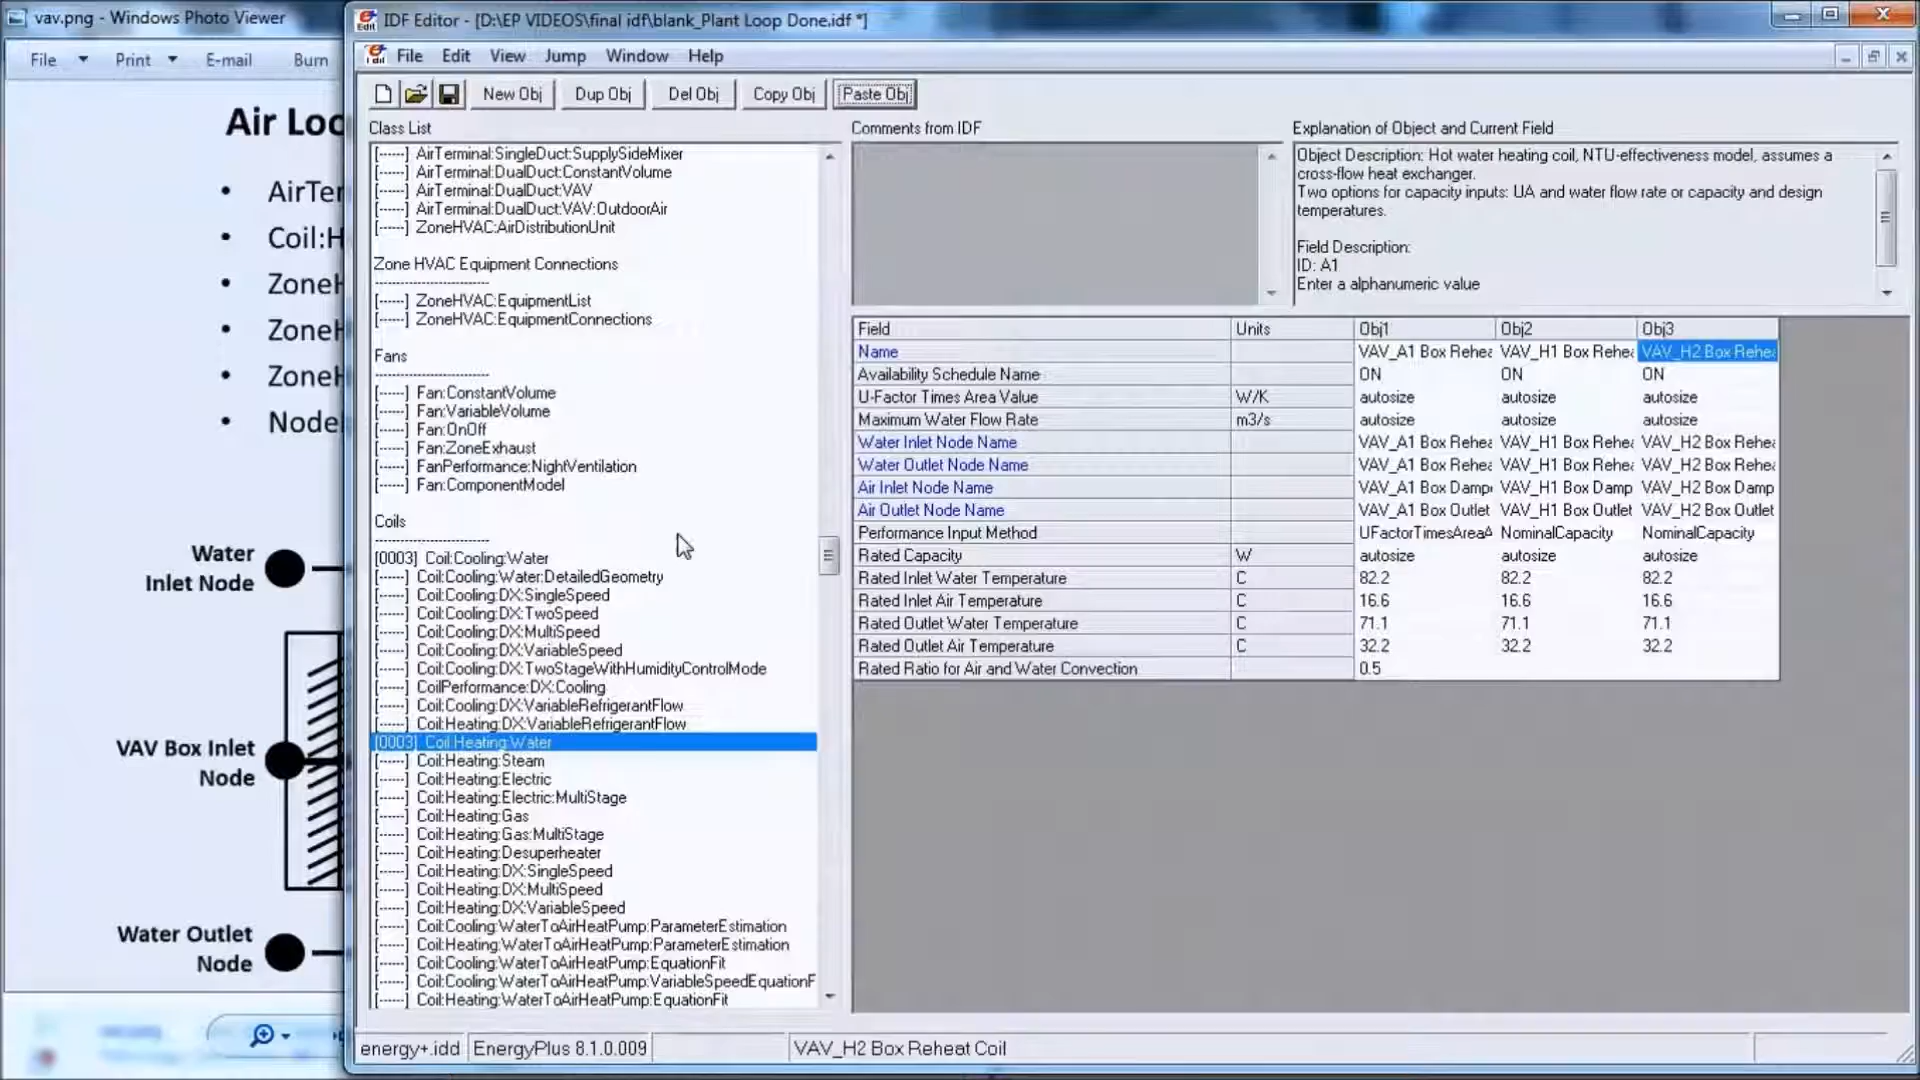 vav.png - Windows Photo Viewer
File
Print
E-mail
Burn
Air Loo
• AirTer
• Coil:H
• ZoneH
• ZoneH
• ZoneH
• NodeL
Water
Inlet Node
VAV Box Inlet
Node
Water Outlet
Node
IDF Editor - [D:\EP VIDEOS\final idf\blank_Plant Loop Done.idf *]
File Edit View Jump Window Help
New Obj Dup Obj Del Obj Copy Obj Paste Obj
Class List
[------] AirTerminal:SingleDuct:SupplySideMixer
[------] AirTerminal:DualDuct:ConstantVolume
[------] AirTerminal:DualDuct:VAV
[------] AirTerminal:DualDuct:VAV:OutdoorAir
[------] ZoneHVAC:AirDistributionUnit
Zone HVAC Equipment Connections
-------------------------
[------] ZoneHVAC:EquipmentList
[------] ZoneHVAC:EquipmentConnections
Fans
-------------------------
[------] Fan:ConstantVolume
[------] Fan:VariableVolume
[------] Fan:OnOff
[------] Fan:ZoneExhaust
[------] FanPerformance:NightVentilation
[------] Fan:ComponentModel
Coils
-------------------------
[0003] Coil:Cooling:Water
[------] Coil:Cooling:Water:DetailedGeometry
[------] Coil:Cooling:DX:SingleSpeed
[------] Coil:Cooling:DX:TwoSpeed
[------] Coil:Cooling:DX:MultiSpeed
[------] Coil:Cooling:DX:VariableSpeed
[------] Coil:Cooling:DX:TwoStageWithHumidityControlMode
[------] CoilPerformance:DX:Cooling
[------] Coil:Cooling:DX:VariableRefrigerantFlow
[------] Coil:Heating:DX:VariableRefrigerantFlow
[0003] Coil:Heating:Water
[------] Coil:Heating:Steam
[------] Coil:Heating:Electric
[------] Coil:Heating:Electric:MultiStage
[------] Coil:Heating:Gas
[------] Coil:Heating:Gas:MultiStage
[------] Coil:Heating:Desuperheater
[------] Coil:Heating:DX:SingleSpeed
[------] Coil:Heating:DX:MultiSpeed
[------] Coil:Heating:DX:VariableSpeed
[------] Coil:Cooling:WaterToAirHeatPump:ParameterEstimation
[------] Coil:Heating:WaterToAirHeatPump:ParameterEstimation
[------] Coil:Cooling:WaterToAirHeatPump:EquationFit
[------] Coil:Cooling:WaterToAirHeatPump:VariableSpeedEquationF
[------] Coil:Heating:WaterToAirHeatPump:EquationFit
Comments from IDF
Explanation of Object and Current Field
Object Description: Hot water heating coil, NTU-effectiveness model, assumes a
cross-flow heat exchanger.
Two options for capacity inputs: UA and water flow rate or capacity and design
temperatures.
Field Description:
ID: A1
Enter a alphanumeric value
Field Units Obj1 Obj2 Obj3
Name VAV_A1 Box Rehea VAV_H1 Box Rehea VAV_H2 Box Rehea
Availability Schedule Name ON ON ON
U-Factor Times Area Value W/K autosize autosize autosize
Maximum Water Flow Rate m3/s autosize autosize autosize
Water Inlet Node Name VAV_A1 Box Rehea VAV_H1 Box Rehea VAV_H2 Box Rehea
Water Outlet Node Name VAV_A1 Box Rehea VAV_H1 Box Rehea VAV_H2 Box Rehea
Air Inlet Node Name VAV_A1 Box Damp VAV_H1 Box Damp VAV_H2 Box Damp
Air Outlet Node Name VAV_A1 Box Outlet VAV_H1 Box Outlet VAV_H2 Box Outlet
Performance Input Method UFactorTimesAreaA NominalCapacity NominalCapacity
Rated Capacity W autosize autosize autosize
Rated Inlet Water Temperature C 82.2 82.2 82.2
Rated Inlet Air Temperature C 16.6 16.6 16.6
Rated Outlet Water Temperature C 71.1 71.1 71.1
Rated Outlet Air Temperature C 32.2 32.2 32.2
Rated Ratio for Air and Water Convection 0.5
energy+.idd EnergyPlus 8.1.0.009 VAV_H2 Box Reheat Coil